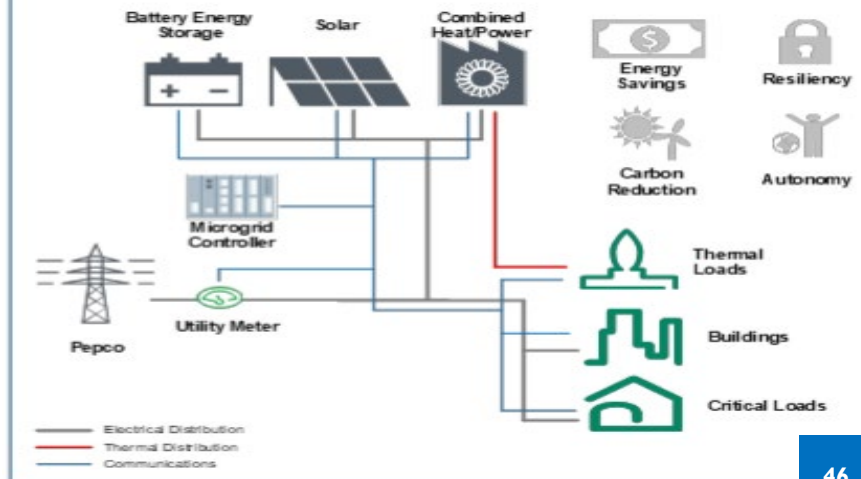 Battery Energy
Storage
Solar
Combined
Heat/Power
Energy
Savings
Resiliency
Carbon
Reduction
Autonomy
Microgrid
Controller
Thermal
Loads
Utility Meter
Pepco
Buildings
Critical Loads
Electrical Distribution
Thermal Distribution
Communications
46